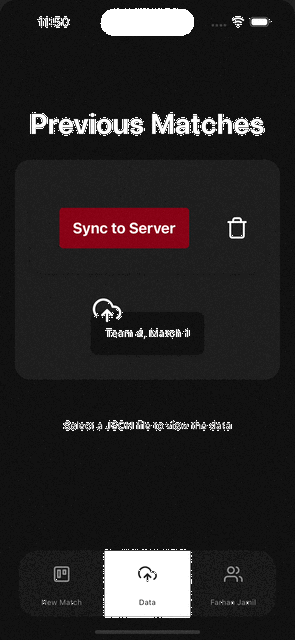 11:50
Previous Matches
Sync to Server
Team 4, Match 1
Select a JSON file to view the data
New Match
Data
Farhan Jamil